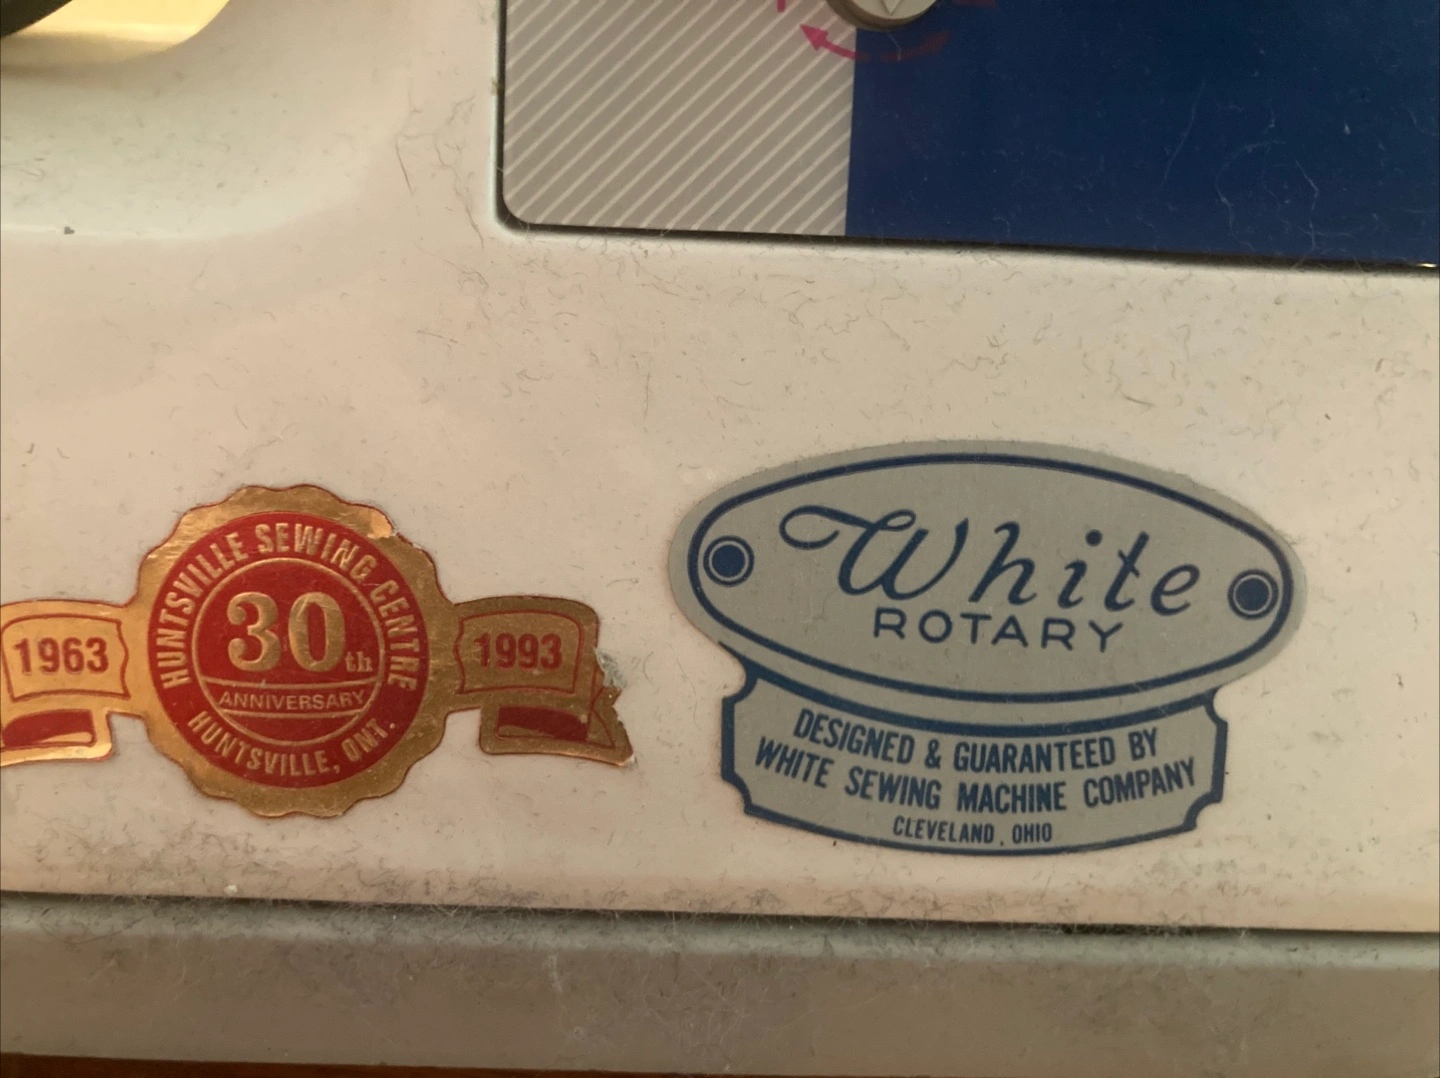 HUNTSVILLE SEWING CENTRE
1963
30th
1993
ANNIVERSARY
HUNTSVILLE, ONT.
White
ROTARY
DESIGNED & GUARANTEED BY
WHITE SEWING MACHINE COMPANY
CLEVELAND, OHIO